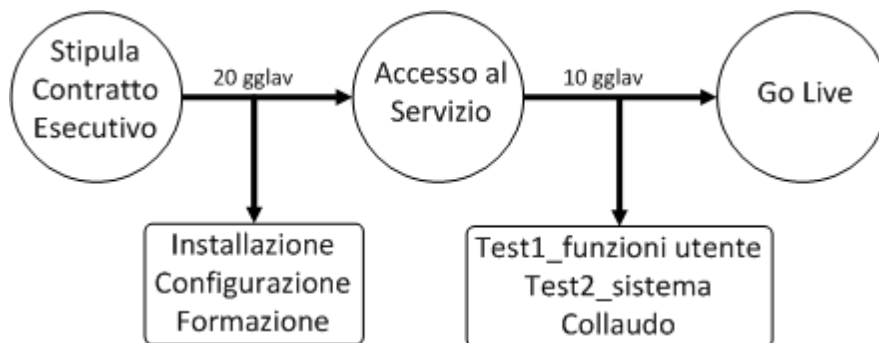 Stipula
Contratto
Esecutivo
20 gglav
Accesso al
Servizio
10 gglav
Go Live
Installazione
Configurazione
Formazione
Test1_funzioni utente
Test2_sistema
Collaudo